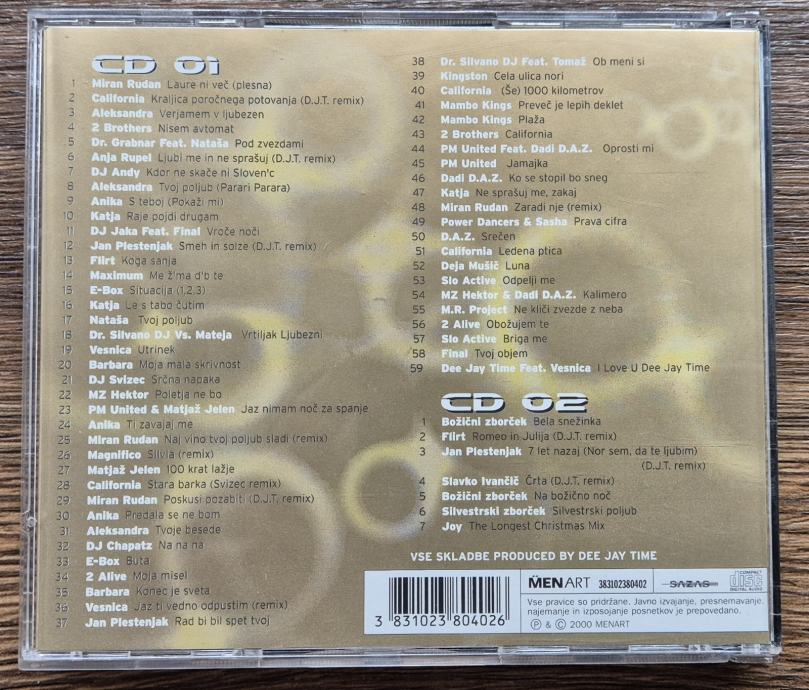 CD 01
1 Miran Rudan Laure ni več (plesna)
2 California Kraljica poročnega potovanja (D.J.T. remix)
3 Aleksandra Verjamem v ljubezen
4 2 Brothers Nisem avtomat
5 Dr. Grabnar Feat. Nataša Pod zvezdami
6 Anja Rupel Ljubi me in ne sprašuj (D.J.T. remix)
7 DJ Andy Kdor ne skače ni Sloven'c
8 Aleksandra Tvoj poljub (Parari Parara)
9 Anika S teboj (Pokaži mi)
10 Katja Raje pojdi drugam
11 DJ Jaka Feat. Final Vroče noči
12 Jan Plestenjak Smeh in solze (D.J.T. remix)
13 Flirt Koga sanja
14 Maximum Me ž'ma d'b te
15 E-Box Situacija (1,2,3)
16 Katja Le s tabo čutim
17 Nataša Tvoj poljub
18 Dr. Silvano DJ Vs. Mateja Vrtiljak Ljubezni
19 Vesnica Utrinek
20 Barbara Moja mala skrivnost
21 DJ Svizec Srčna napaka
22 MZ Hektor Poletja ne bo
23 PM United & Matjaž Jelen Jaz nimam noč za spanje
24 Anika Ti zavajaj me
25 Miran Rudan Naj vino tvoj poljub sladi (remix)
26 Magnifico Silvia (remix)
27 Matjaž Jelen 100 krat lažje
28 California Stara barka (Svizec remix)
29 Miran Rudan Poskusi pozabiti (D.J.T. remix)
30 Anika Predala se ne bom
31 Aleksandra Tvoje besede
32 DJ Chapatz Na na na
33 E-Box Buta
34 2 Alive Moja misel
35 Barbara Konec je sveta
36 Vesnica Jaz ti vedno odpustim (remix)
37 Jan Plestenjak Rad bi bil spet tvoj
38 Dr. Silvano DJ Feat. Tomaž Ob meni si
39 Kingston Cela ulica nori
40 California (Še) 1000 kilometrov
41 Mambo Kings Preveč je lepih deklet
42 Mambo Kings Plaža
43 2 Brothers California
44 PM United Feat. Dadi D.A.Z. Oprosti mi
45 PM United Jamajka
46 Dadi D.A.Z. Ko se stopil bo sneg
47 Katja Ne sprašuj me, zakaj
48 Miran Rudan Zaradi nje (remix)
49 Power Dancers & Sasha Prava cifra
50 D.A.Z. Srečen
51 California Ledena ptica
52 Deja Mušič Luna
53 Slo Active Odpelji me
54 MZ Hektor & Dadi D.A.Z. Kalimero
55 M.R. Project Ne kliči zvezde z neba
56 2 Alive Obožujem te
57 Slo Active Briga me
58 Final Tvoj objem
59 Dee Jay Time Feat. Vesnica I Love U Dee Jay Time
CD 02
1 Božični zborček Bela snežinka
2 Flirt Romeo in Julija (D.J.T. remix)
3 Jan Plestenjak 7 let nazaj (Nor sem, da te ljubim)
(D.J.T. remix)
4 Slavko Ivančič Črta (D.J.T. remix)
5 Božični zborček Na božično noč
6 Silvestrski zborček Silvestrski poljub
7 Joy The Longest Christmas Mix
VSE SKLADBE PRODUCED BY DEE JAY TIME
3 831023 804026
MENART 383102380402 SAZAS COMPACT disc DIGITAL AUDIO
Vse pravice so pridržane. Javno izvajanje, presnemavanje,
najemanje in izposojanje posnetkov je prepovedano.
Ⓟ & © 2000 MENART